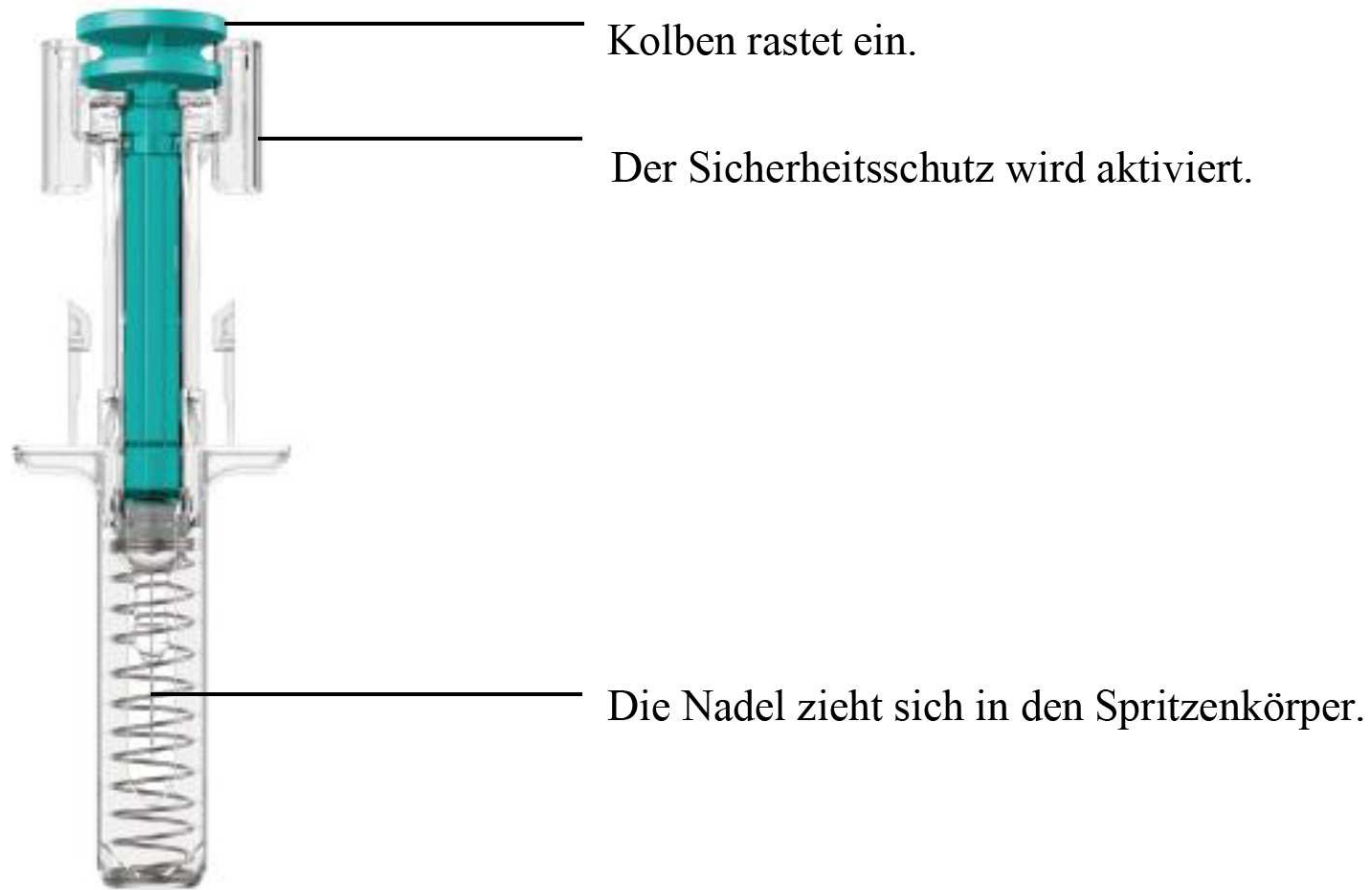 Kolben rastet ein.
Der Sicherheitsschutz wird aktiviert.
Die Nadel zieht sich in den Spritzenkörper.